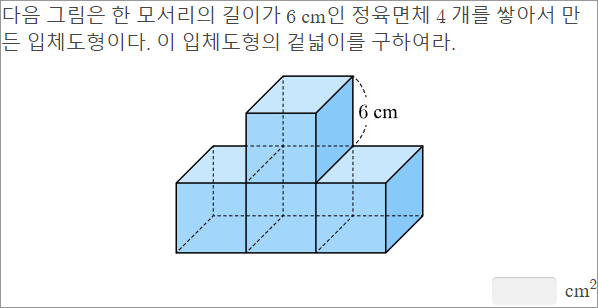 다음 그림은 한 모서리의 길이가 6 cm인 정육면체 4 개를 쌓아서 만
든 입체도형이다. 이 입체도형의 겉넓이를 구하여라.
6 cm
cm²